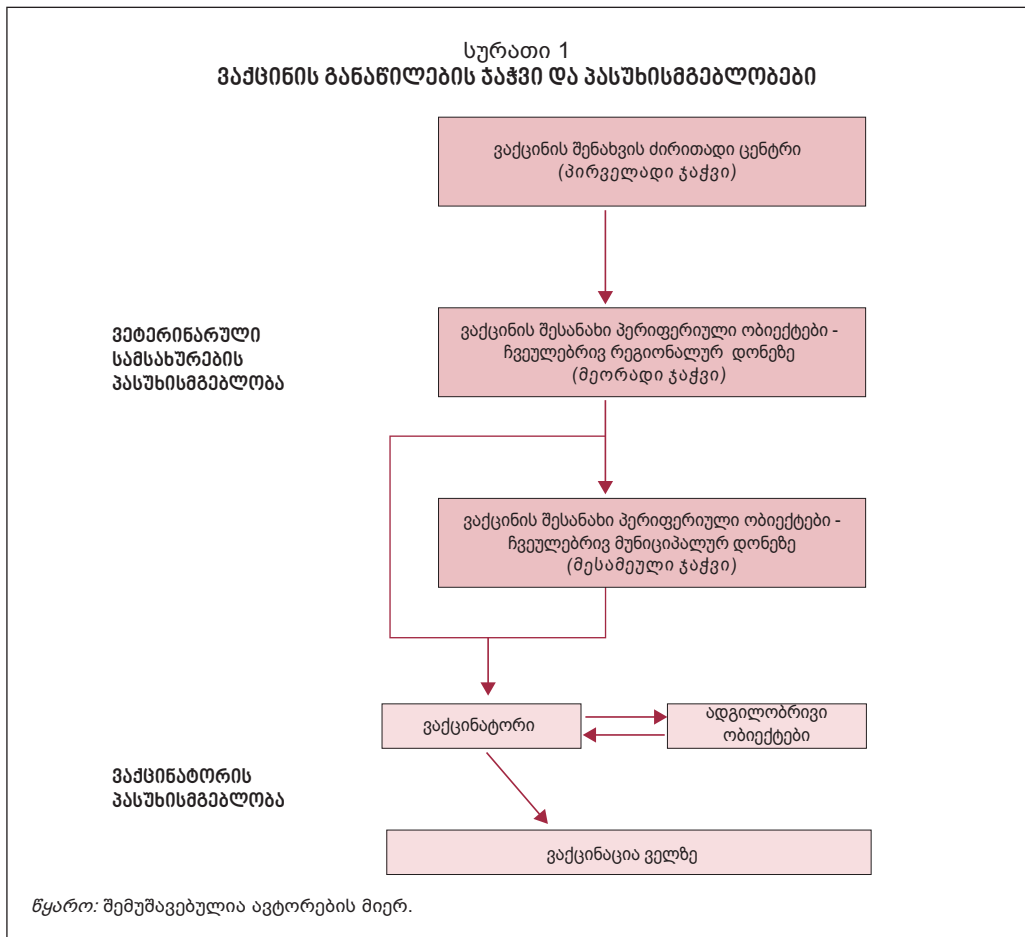 სურათი 1
ვაქცინის განაწილების ჯაჭვი და პასუხისმგებლობები
ვაქცინის შენახვის ძირითადი ცენტრი
(პირველადი ჯაჭვი)
ვეტერინარული
სამსახურების
პასუხისმგებლობა
ვაქცინის შესანახი პერიფერიული ობიექტები -
ჩვეულებრივ რეგიონალურ დონეზე
(მეორადი ჯაჭვი)
ვაქცინის შესანახი პერიფერიული ობიექტები -
ჩვეულებრივ მუნიციპალურ დონეზე
(მესამეული ჯაჭვი)
ვაქცინატორი
ადგილობრივი
ობიექტები
ვაქცინატორის
პასუხისმგებლობა
ვაქცინაცია ველზე
წყარო: შემუშავებულია ავტორების მიერ.